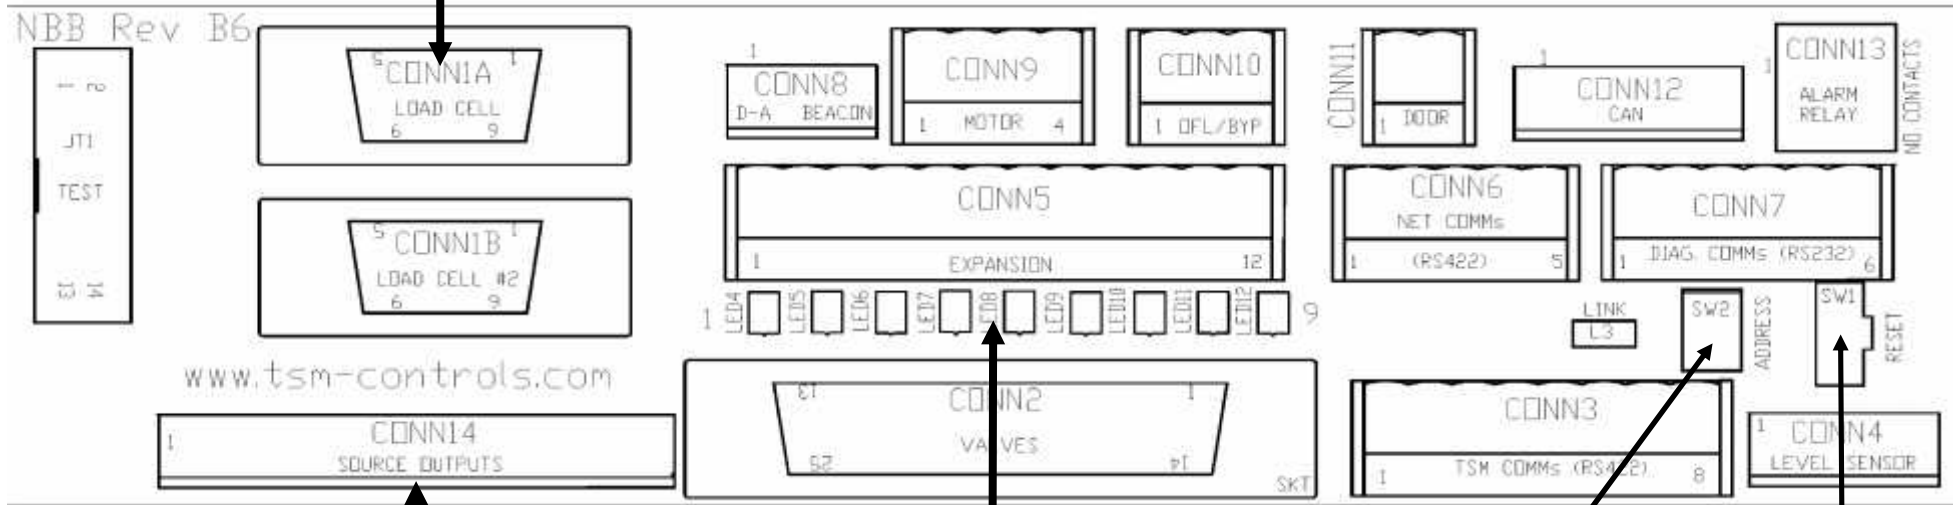 NBB Rev B6
2
1
JT1
TEST
13 14
5 1
CONN1A
LOAD CELL
6 9
5 1
CONN1B
LOAD CELL #2
6 9
www.tsm-controls.com
1
CONN14
SOURCE OUTPUTS
1
CONN8
D-A BEACON
CONN9
1 MOTOR 4
CONN10
1 OFL/BYP
CONN11
1 DOOR
1
CONN12
CAN
1
CONN13
ALARM
RELAY
NO CONTACTS
CONN5
1 EXPANSION 12
CONN6
NET COMMs
1 (RS422) 5
CONN7
1 DIAG. COMMs (RS232) 6
1 LED4 LED5 LED6 LED7 LED8 LED9 LED10 LED11 LED12 9
LINK
L3
SW2
ADDRESS
SW1
RESET
13 1
CONN2
VALVES
25 14
SKT
CONN3
1 TSM COMMs (RS422) 8
1
CONN4
LEVEL SENSOR